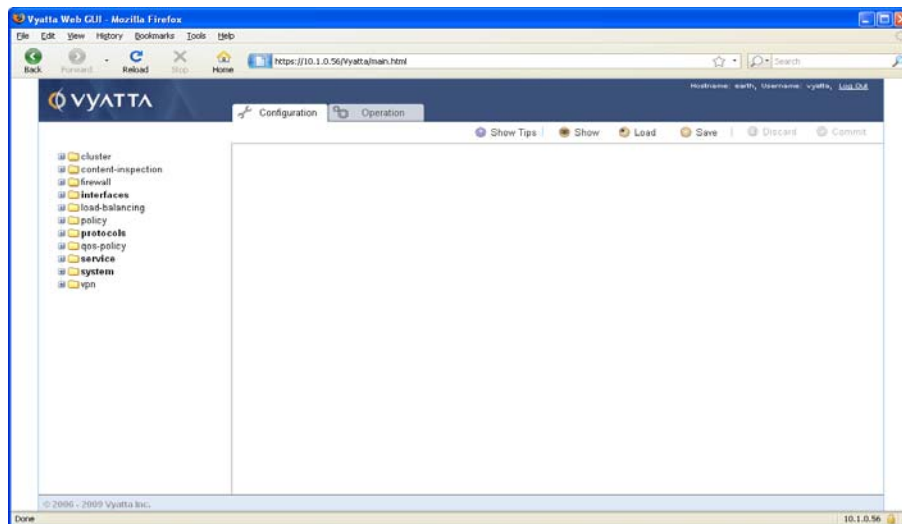 Vyatta Web GUI - Mozilla Firefox
File Edit View History Bookmarks Tools Help
Back Forward Reload Stop Home https://10.1.0.56/Vyatta/main.html Search
Hostname: earth, Username: vyatta, Log Out
VYATTA
Configuration Operation
Show Tips Show Load Save Discard Commit
cluster
content-inspection
firewall
interfaces
load-balancing
policy
protocols
qos-policy
service
system
vpn
© 2006 - 2009 Vyatta Inc.
Done 10.1.0.56